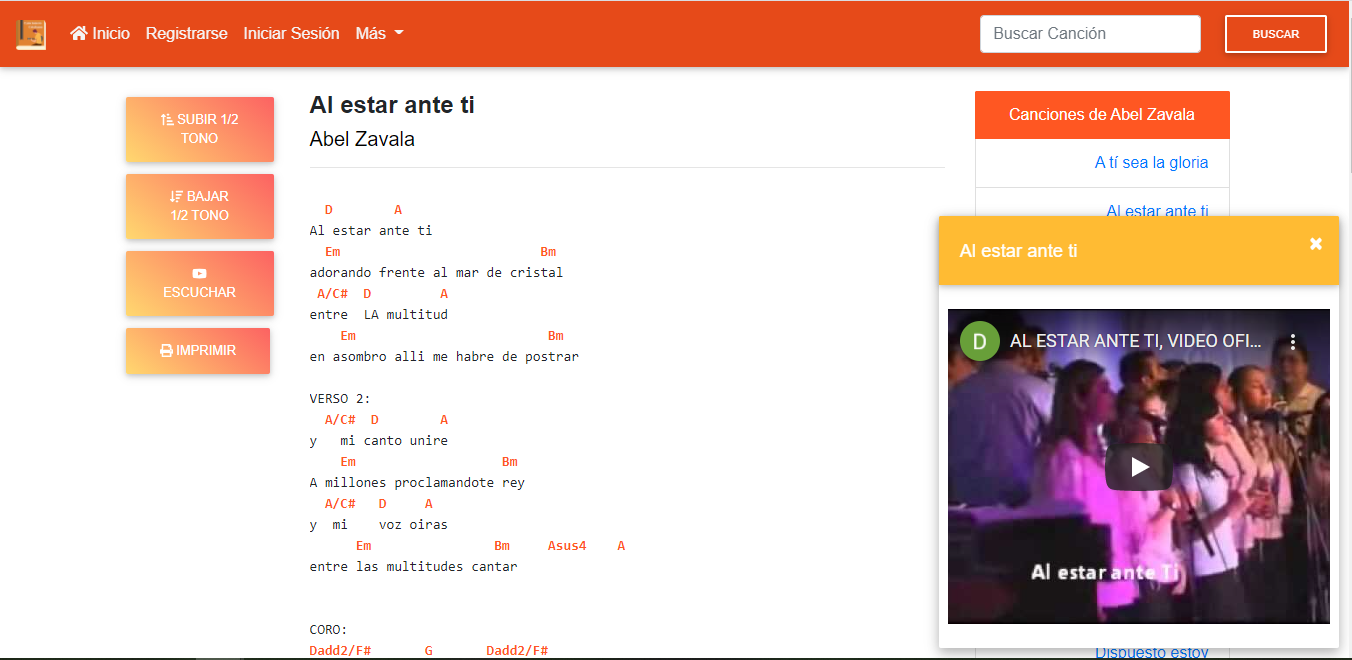 Inicio Registrarse Iniciar Sesión Más Buscar Canción BUSCAR
SUBIR 1/2
TONO
BAJAR
1/2 TONO
ESCUCHAR
IMPRIMIR
Al estar ante ti
Abel Zavala
D A
Al estar ante ti
Em Bm
adorando frente al mar de cristal
A/C# D A
entre LA multitud
Em Bm
en asombro alli me habre de postrar
VERSO 2:
A/C# D A
y mi canto unire
Em Bm
A millones proclamandote rey
A/C# D A
y mi voz oiras
Em Bm Asus4 A
entre las multitudes cantar
CORO:
Dadd2/F# G Dadd2/F#
Canciones de Abel Zavala
A tí sea la gloria
Al estar ante ti
Al estar ante ti
D AL ESTAR ANTE TI, VIDEO OFI...
Al estar ante Ti
Dispuesto estoy